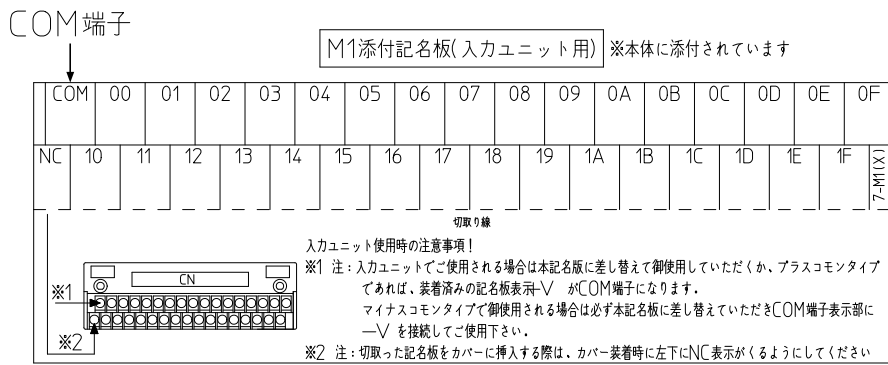 COM端子
M1添付記名板(入力ユニット用) ※本体に添付されています
COM 00 01 02 03 04 05 06 07 08 09 0A 0B 0C 0D 0E 0F
NC 10 11 12 13 14 15 16 17 18 19 1A 1B 1C 1D 1E 1F 7-M1(X)
切取り線
入力ユニット使用時の注意事項!
※1 注:入力ユニットでご使用される場合は本記名版に差し替えて御使用していただくか、プラスコモンタイプ
であれば、装着済みの記名板表示+V がCOM端子になります.
マイナスコモンタイプで御使用される場合は必ず本記名板に差し替えていただきCOM端子表示部に
-V を接続してご使用下さい.
※2 注:切取った記名板をカバーに挿入する際は、カバー装着時に左下にNC表示がくるようにしてください
CN
※1
※2